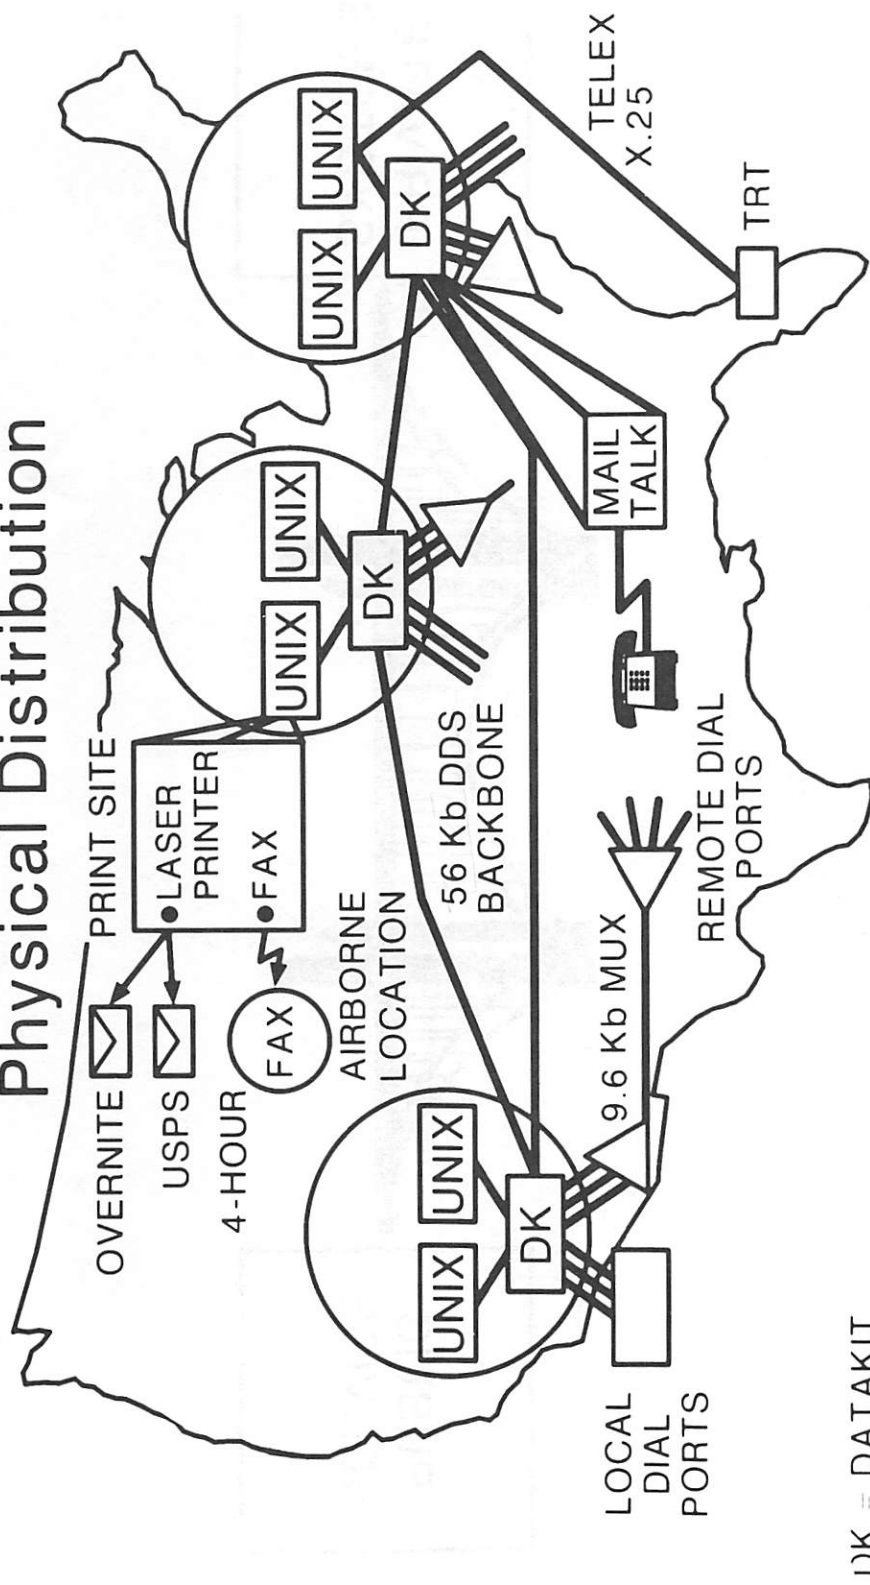 Physical Distribution
OVERNITE
USPS
4-HOUR
FAX
AIRBORNE
LOCATION
PRINT SITE
• LASER
PRINTER
• FAX
UNIX
UNIX
DK
UNIX
UNIX
DK
UNIX
UNIX
DK
56 Kb DDS
BACKBONE
9.6 Kb MUX
REMOTE DIAL
PORTS
LOCAL
DIAL
PORTS
MAIL
TALK
TELEX
X.25
TRT
DK = DATAKIT